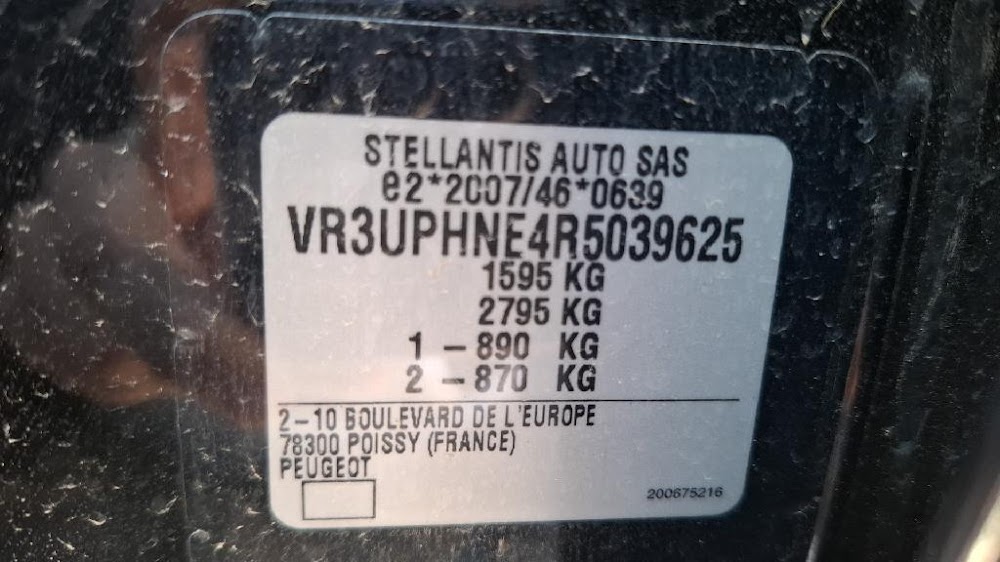 STELLANTIS AUTO SAS
e2*2007/46*0639
VR3UPHNE4R5039625
1595 KG
2795 KG
1 - 890 KG
2 - 870 KG
2-10 BOULEVARD DE L'EUROPE
78300 POISSY (FRANCE)
PEUGEOT
200675216